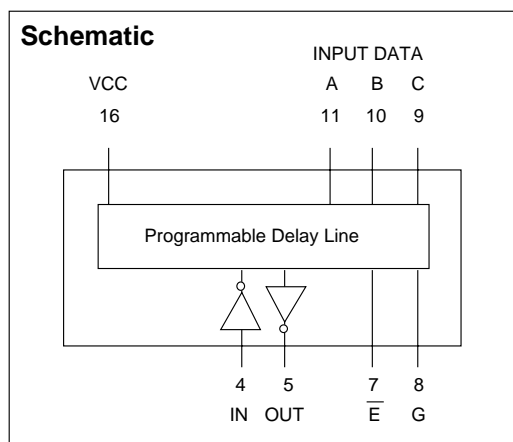 Schematic
INPUT DATA
VCC A B C
16 11 10 9
Programmable Delay Line
4 5 7 8
IN OUT E̅ G